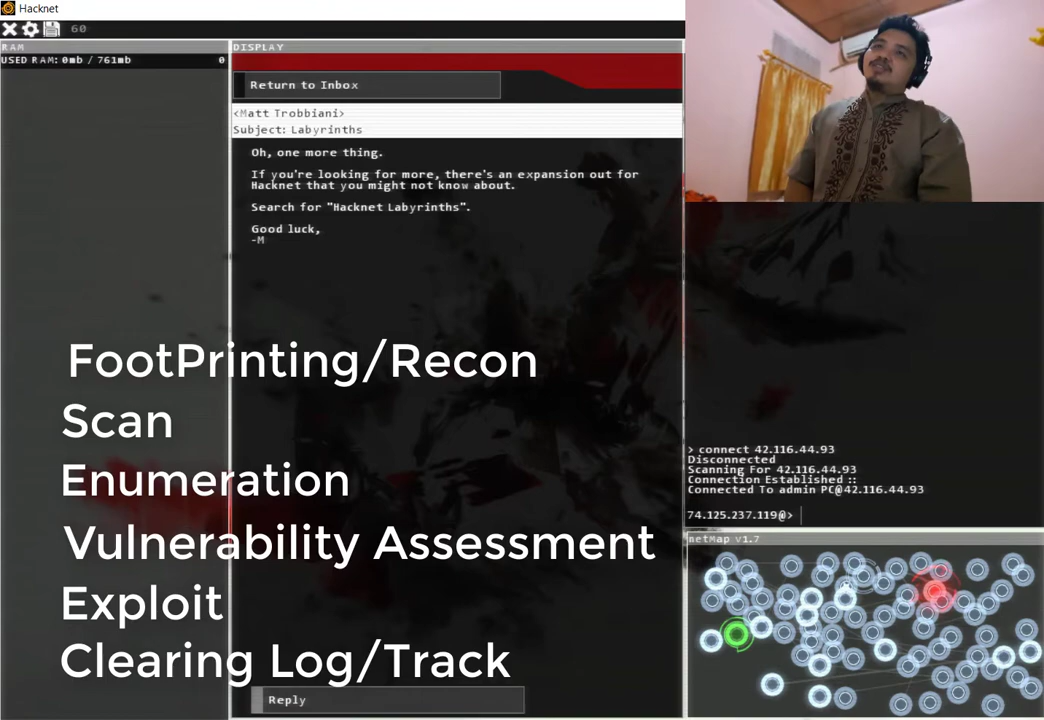 Hacknet
60
RAM
USED RAM: 0mb / 761mb 0
DISPLAY
Return to Inbox
<Matt Trobbiani>
Subject: Labyrinths
Oh, one more thing.
If you're looking for more, there's an expansion out for
Hacknet that you might not know about.
Search for "Hacknet Labyrinths".
Good luck,
-M
FootPrinting/Recon
Scan
Enumeration
Vulnerability Assessment
Exploit
Clearing Log/Track
Reply
> connect 42.116.44.93
Disconnected
Scanning For 42.116.44.93
Connection Established ::
Connected To admin PC@42.116.44.93
74.125.237.119@>
netMap v1.7